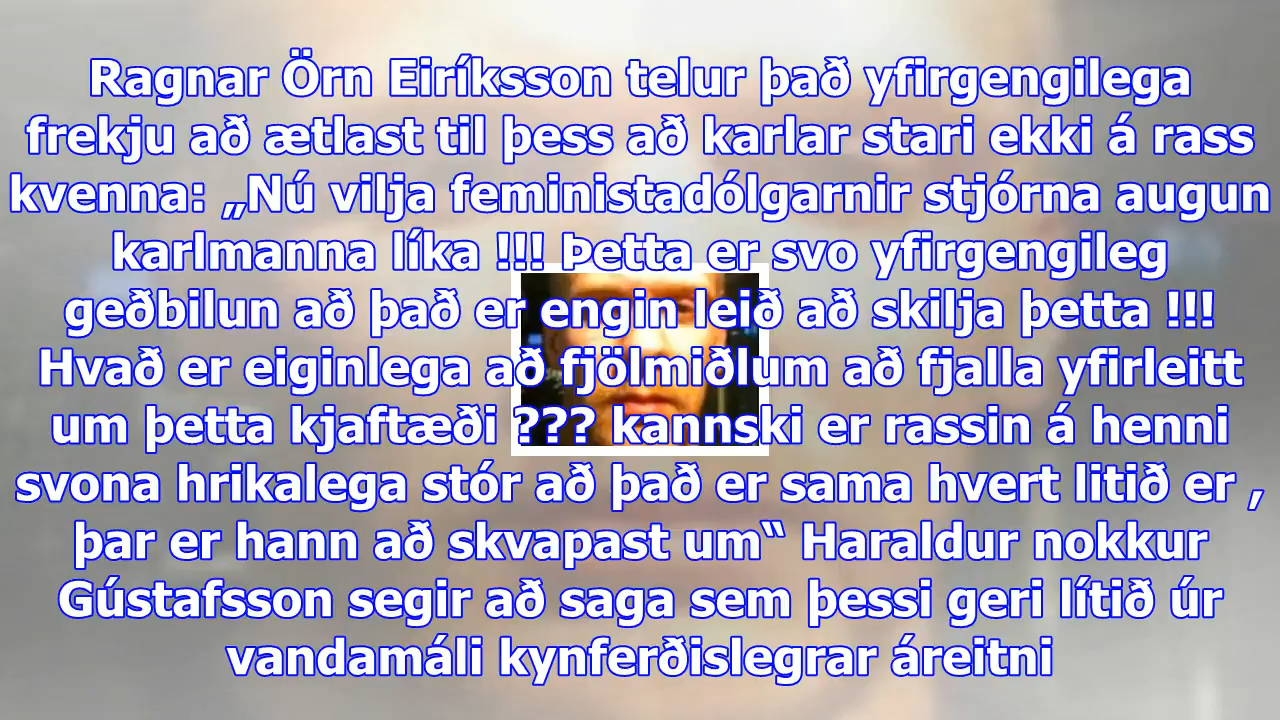 Ragnar Örn Eiríksson telur það yfirgengilega
frekju að ætlast til þess að karlar stari ekki á rass
kvenna: „Nú vilja feministadólgarnir stjórna augun
karlmanna líka !!! Þetta er svo yfirgengileg
geðbilun að það er engin leið að skilja þetta !!!
Hvað er eiginlega að fjölmiðlum að fjalla yfirleitt
um þetta kjaftæði ??? kannski er rassin á henni
svona hrikalega stór að það er sama hvert litið er ,
þar er hann að skvapast um“ Haraldur nokkur
Gústafsson segir að saga sem þessi geri lítið úr
vandamáli kynferðislegrar áreitni